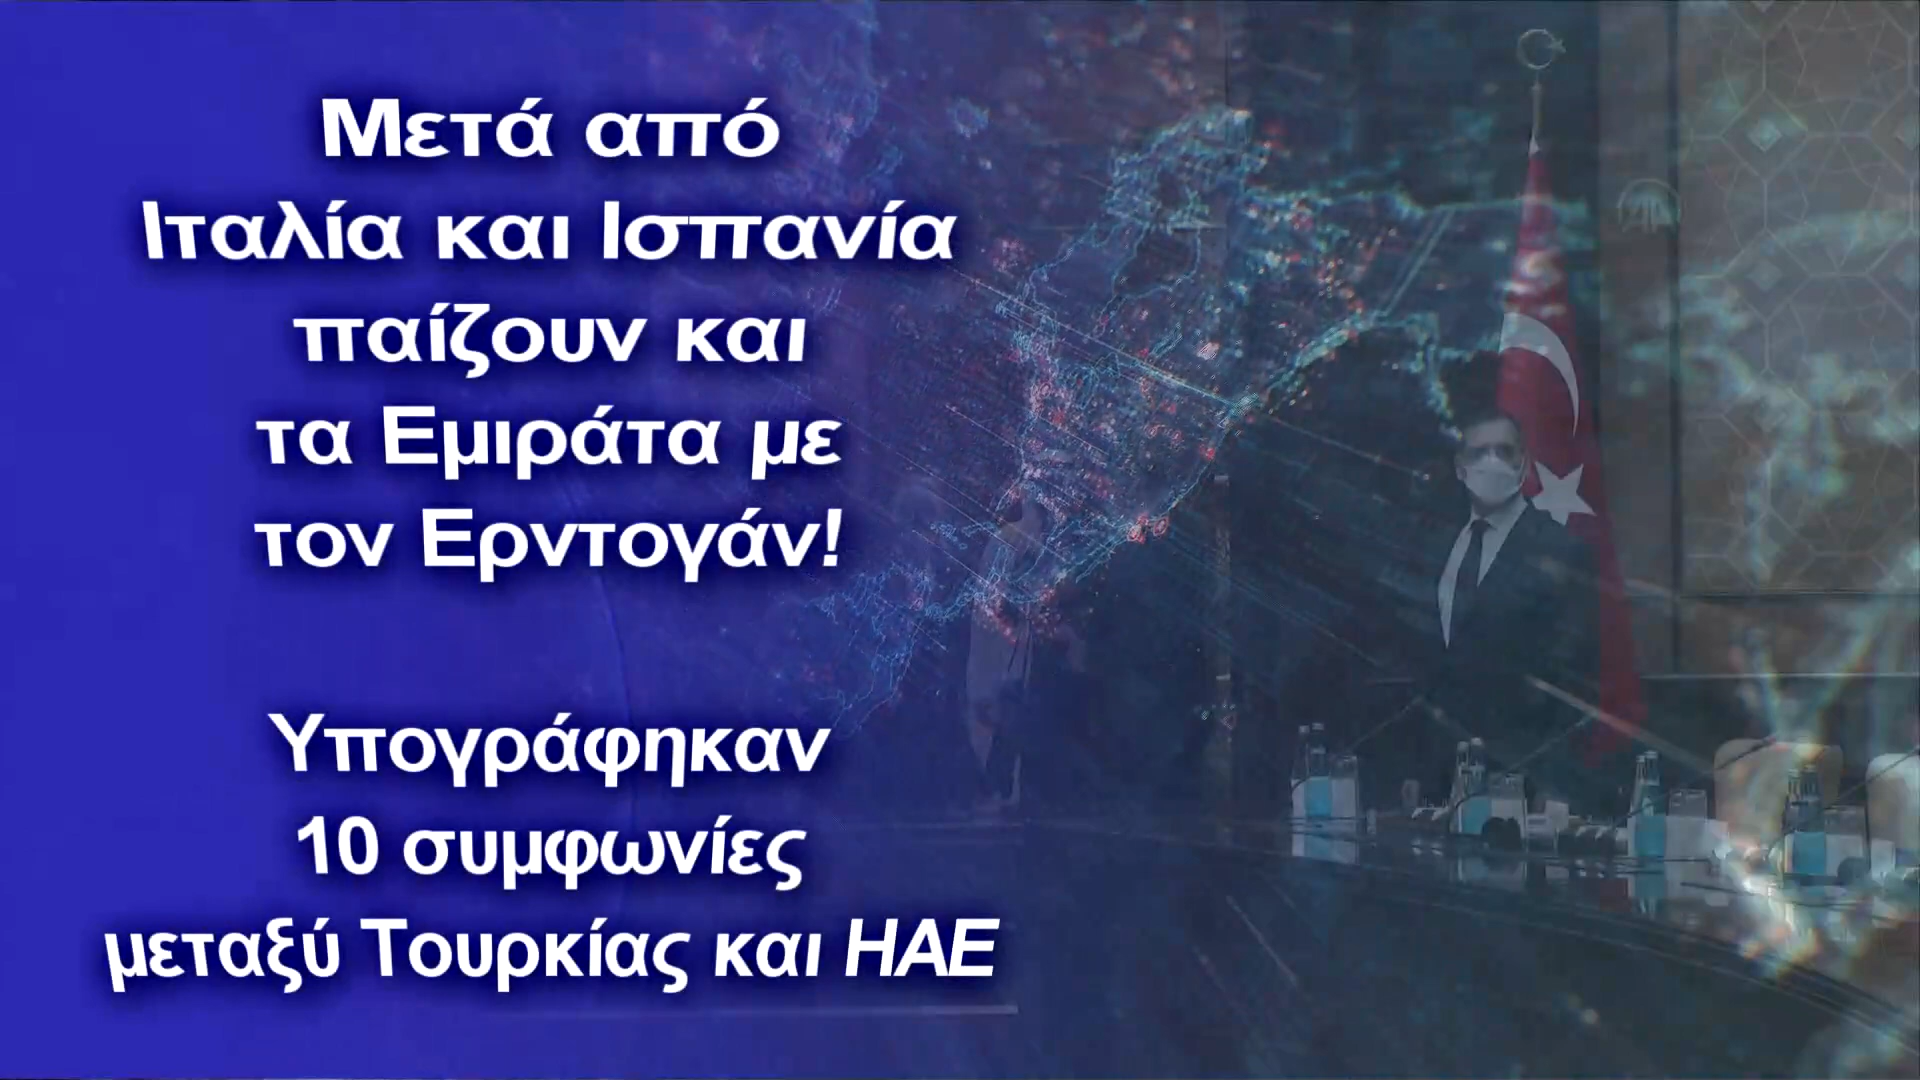 Μετά από
Ιταλία και Ισπανία
παίζουν και
τα Εμιράτα με
τον Ερντογάν!
Υπογράφηκαν
10 συμφωνίες
μεταξύ Τουρκίας και ΗΑΕ